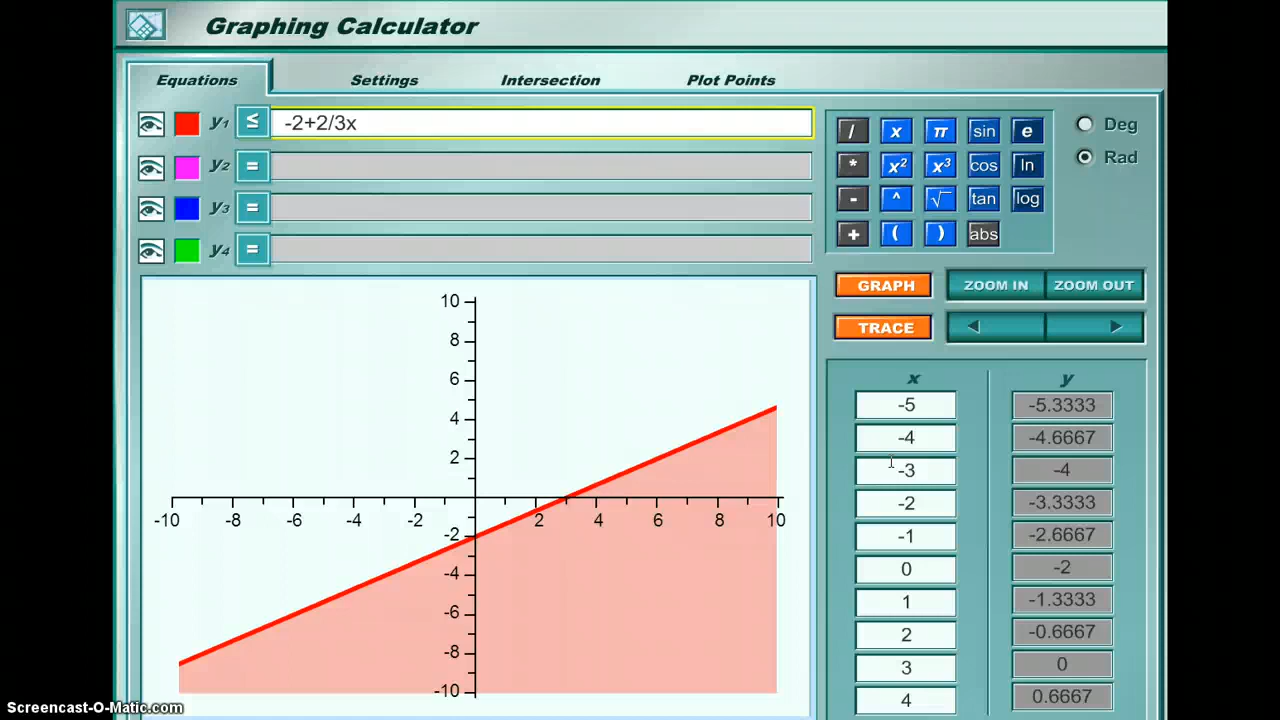 Graphing Calculator
Equations Settings Intersection Plot Points
y1 ≤ -2+2/3x
y2 =
y3 =
y4 =
/ x π sin e
* x² x³ cos ln
- ^ √ tan log
+ ( ) abs
Deg
Rad
GRAPH ZOOM IN ZOOM OUT
TRACE
10
8
6
4
2
-10 -8 -6 -4 -2 2 4 6 8 10
-2
-4
-6
-8
-10
x y
-5 -5.3333
-4 -4.6667
-3 -4
-2 -3.3333
-1 -2.6667
0 -2
1 -1.3333
2 -0.6667
3 0
4 0.6667
Screencast-O-Matic.com